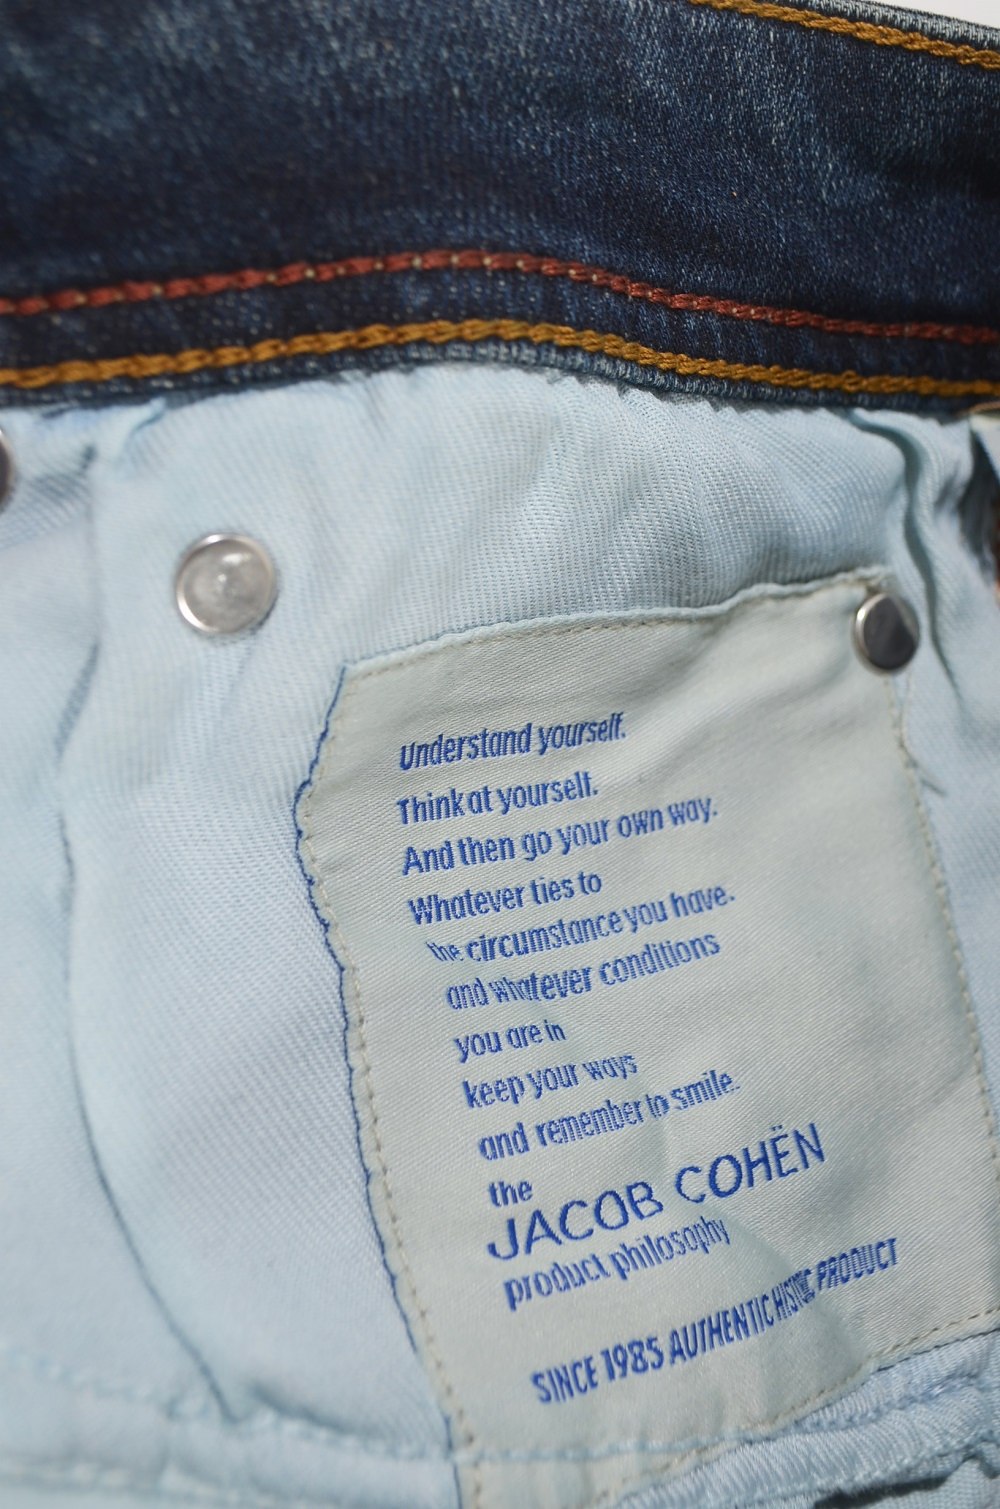 Understand yourself.
Think at yourself.
And then go your own way.
Whatever ties to
the circumstance you have.
and whatever conditions
you are in
keep your ways
and remember to smile.
the
JACOB COHËN
product philosophy
SINCE 1985 AUTHENTIC HISTORIC PRODUCT